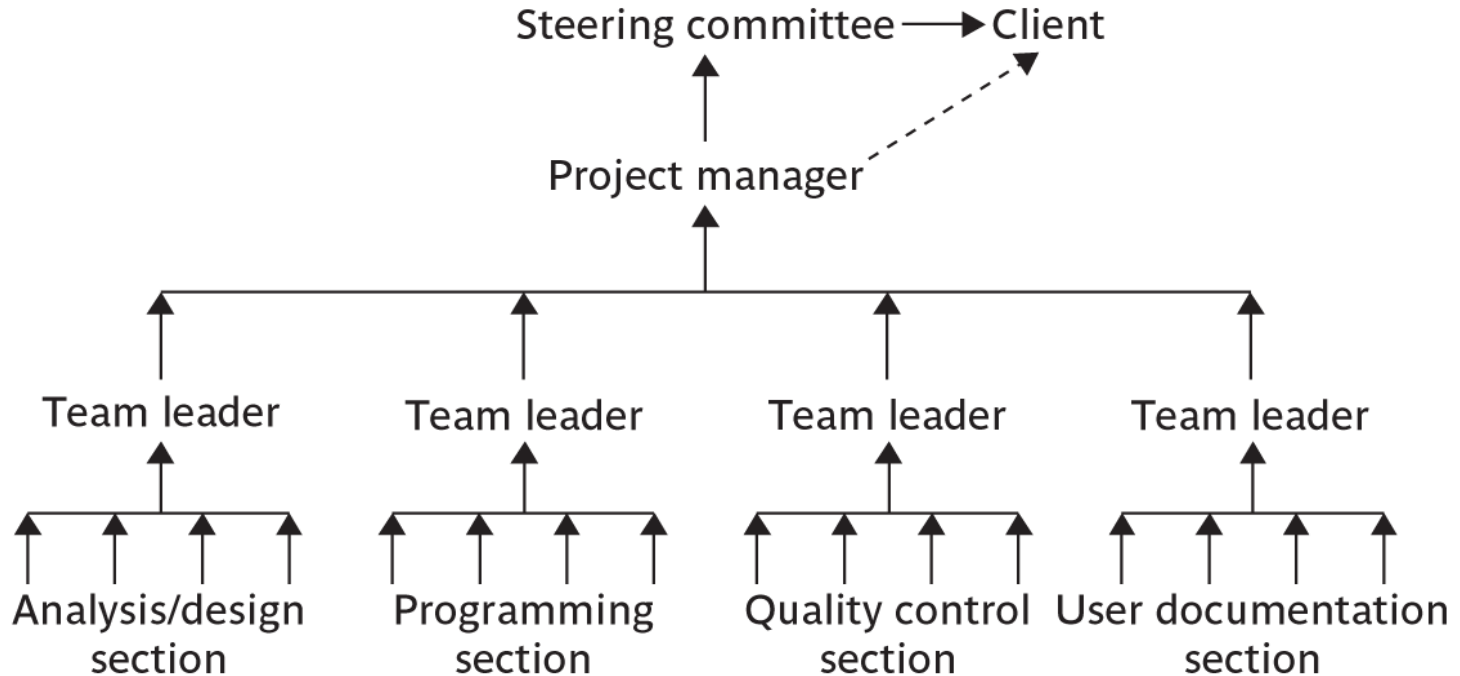 Steering committee
Client
Project manager
Team leader
Team leader
Team leader
Team leader
Analysis/design
section
Programming
section
Quality control
section
User documentation
section